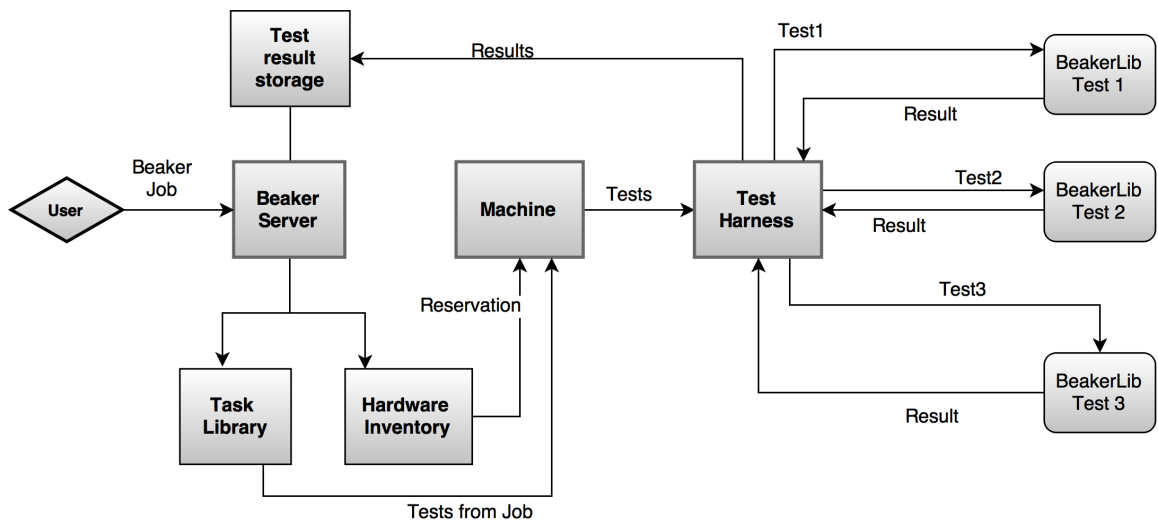 Test
result
storage
Results
Test1
BeakerLib
Test 1
Result
Beaker
Job
User
Beaker
Server
Machine
Tests
Test
Harness
Test2
BeakerLib
Test 2
Result
Reservation
Test3
Task
Library
Hardware
Inventory
BeakerLib
Test 3
Result
Tests from Job